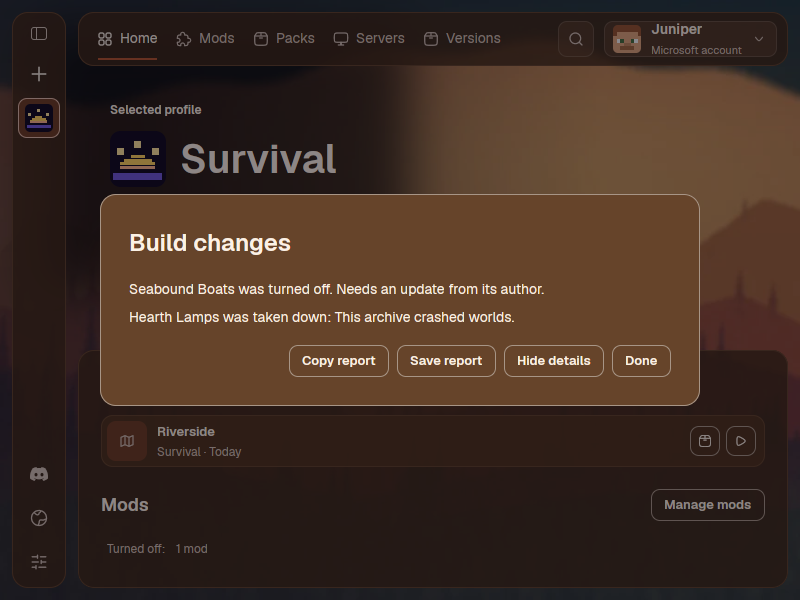 Home
Mods
Packs
Servers
Versions
Juniper
Microsoft account
Selected profile
Survival
Build changes
Seabound Boats was turned off. Needs an update from its author.
Hearth Lamps was taken down: This archive crashed worlds.
Copy report
Save report
Hide details
Done
Riverside
Survival · Today
Mods
Manage mods
Turned off: 1 mod